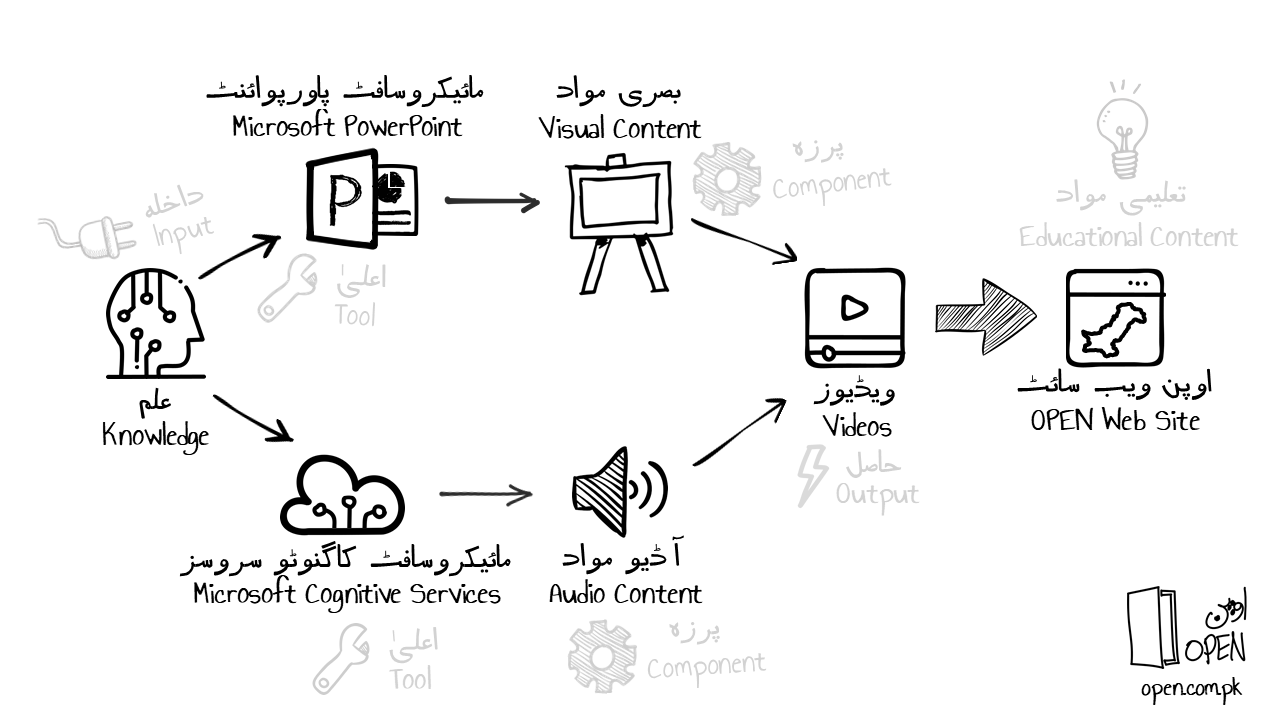 مائیکروسافٹ پاورپوائنٹ
Microsoft PowerPoint
بصری مواد
Visual Content
پرزہ
Component
تعلیمی مواد
Educational Content
داخلہ
Input
اعلیٰ
Tool
P
علم
Knowledge
ویڈیوز
Videos
حاصل
Output
اوپن ویب سائٹ
OPEN Web Site
مائیکروسافٹ کاگنوٹو سروسز
Microsoft Cognitive Services
آڈیو مواد
Audio Content
اعلیٰ
Tool
پرزہ
Component
اوپن
OPEN
open.com.pk